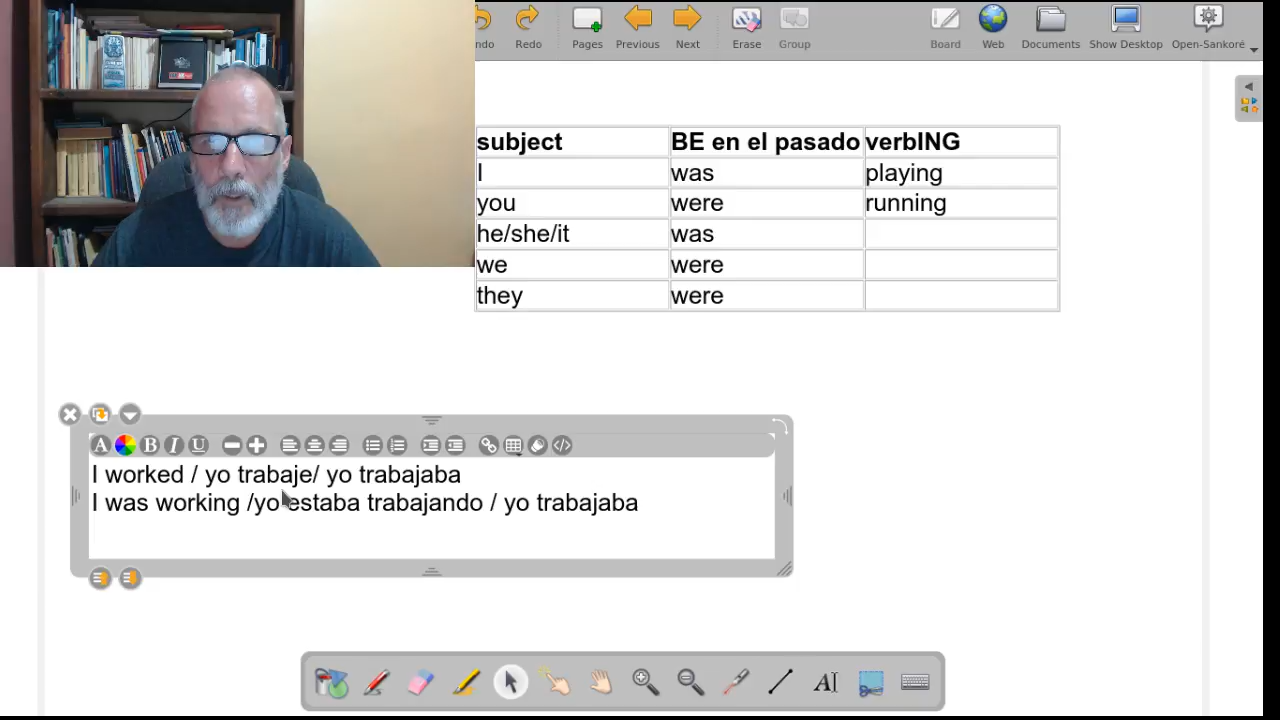 ndo Redo Pages Previous Next Erase Group Board Web Documents Show Desktop Open-Sankoré
subject BE en el pasado verbING
I was playing
you were running
he/she/it was
we were
they were
I worked / yo trabaje/ yo trabajaba
I was working /yo estaba trabajando / yo trabajaba